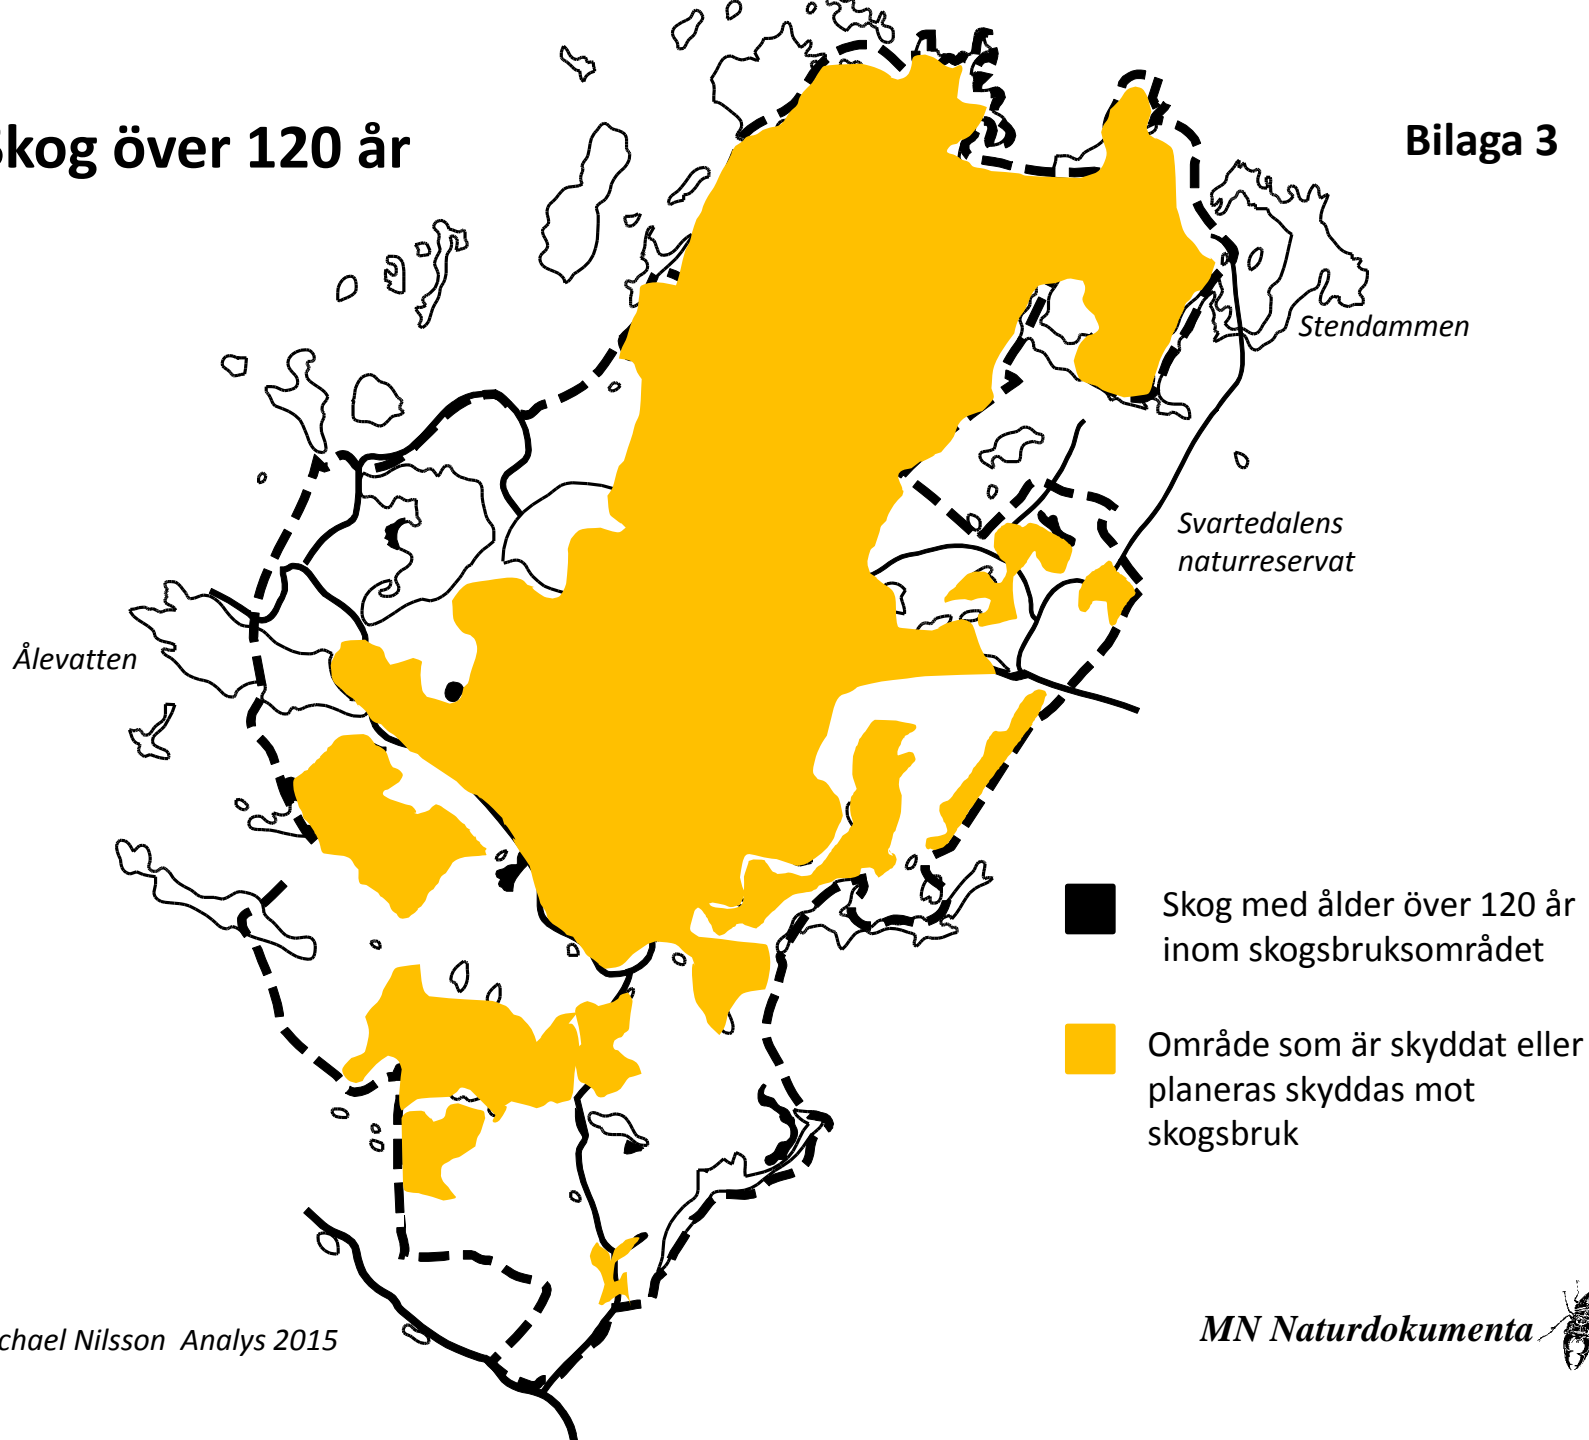 Skog över 120 år
Bilaga 3
Stendammen
Svartedalens
naturreservat
Ålevatten
Skog med ålder över 120 år
inom skogsbruksområdet
Område som är skyddat eller
planeras skyddas mot
skogsbruk
chael Nilsson Analys 2015
MN Naturdokumenta